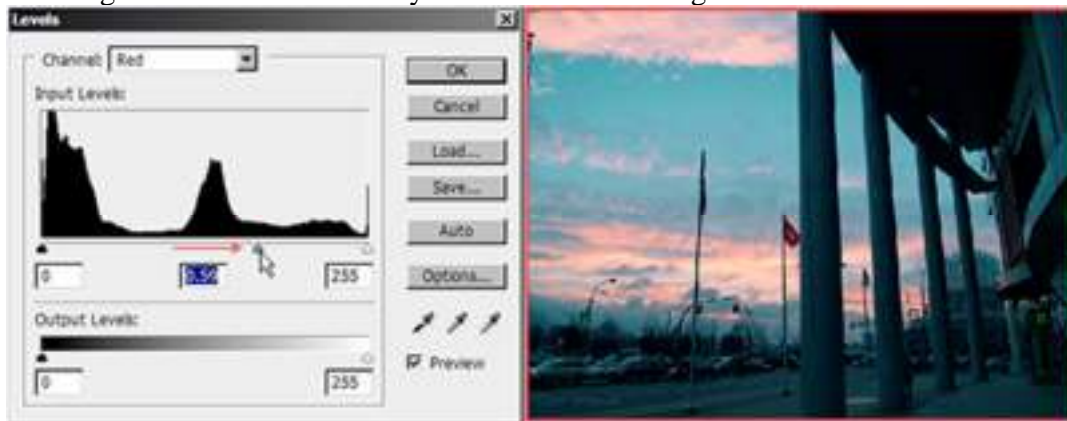 Levels
Channel: Red
OK
Input Levels:
Cancel
Load...
Save...
Auto
0
255
Options...
Output Levels:
Preview
0
255